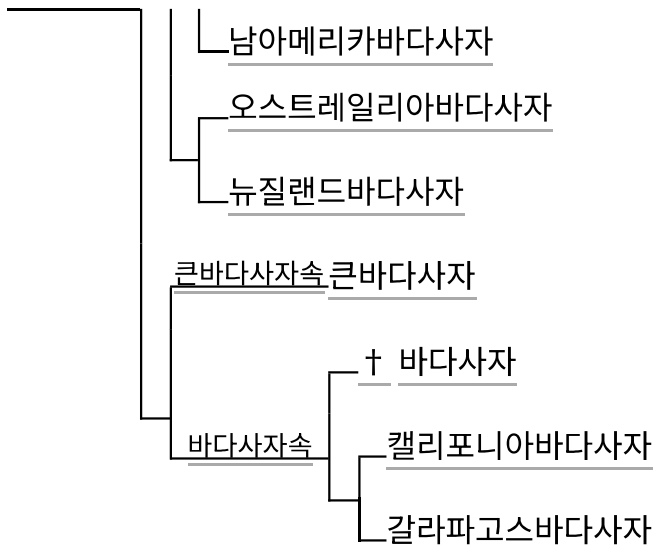 남아메리카바다사자
오스트레일리아바다사자
뉴질랜드바다사자
큰바다사자속 큰바다사자
† 바다사자
바다사자속
캘리포니아바다사자
갈라파고스바다사자